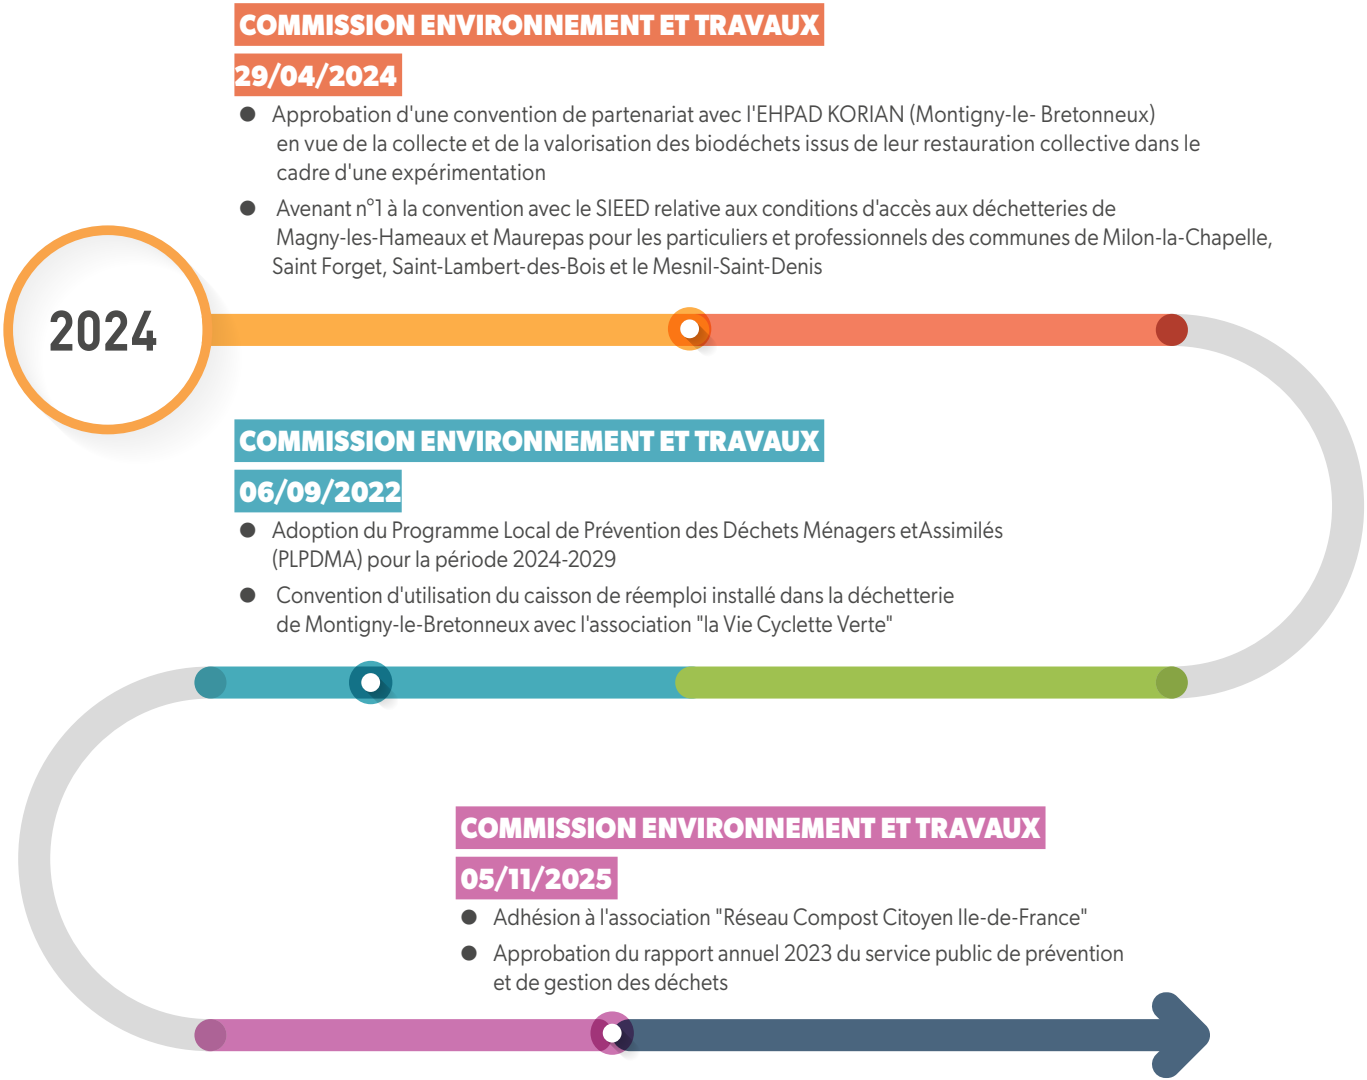 COMMISSION ENVIRONNEMENT ET TRAVAUX
29/04/2024
● Approbation d'une convention de partenariat avec l'EHPAD KORIAN (Montigny-le- Bretonneux)
en vue de la collecte et de la valorisation des biodéchets issus de leur restauration collective dans le
cadre d'une expérimentation
● Avenant n°1 à la convention avec le SIEED relative aux conditions d'accès aux déchetteries de
Magny-les-Hameaux et Maurepas pour les particuliers et professionnels des communes de Milon-la-Chapelle,
Saint Forget, Saint-Lambert-des-Bois et le Mesnil-Saint-Denis
2024
COMMISSION ENVIRONNEMENT ET TRAVAUX
06/09/2022
● Adoption du Programme Local de Prévention des Déchets Ménagers etAssimilés
(PLPDMA) pour la période 2024-2029
● Convention d'utilisation du caisson de réemploi installé dans la déchetterie
de Montigny-le-Bretonneux avec l'association "la Vie Cyclette Verte"
COMMISSION ENVIRONNEMENT ET TRAVAUX
05/11/2025
● Adhésion à l'association "Réseau Compost Citoyen Ile-de-France"
● Approbation du rapport annuel 2023 du service public de prévention
et de gestion des déchets